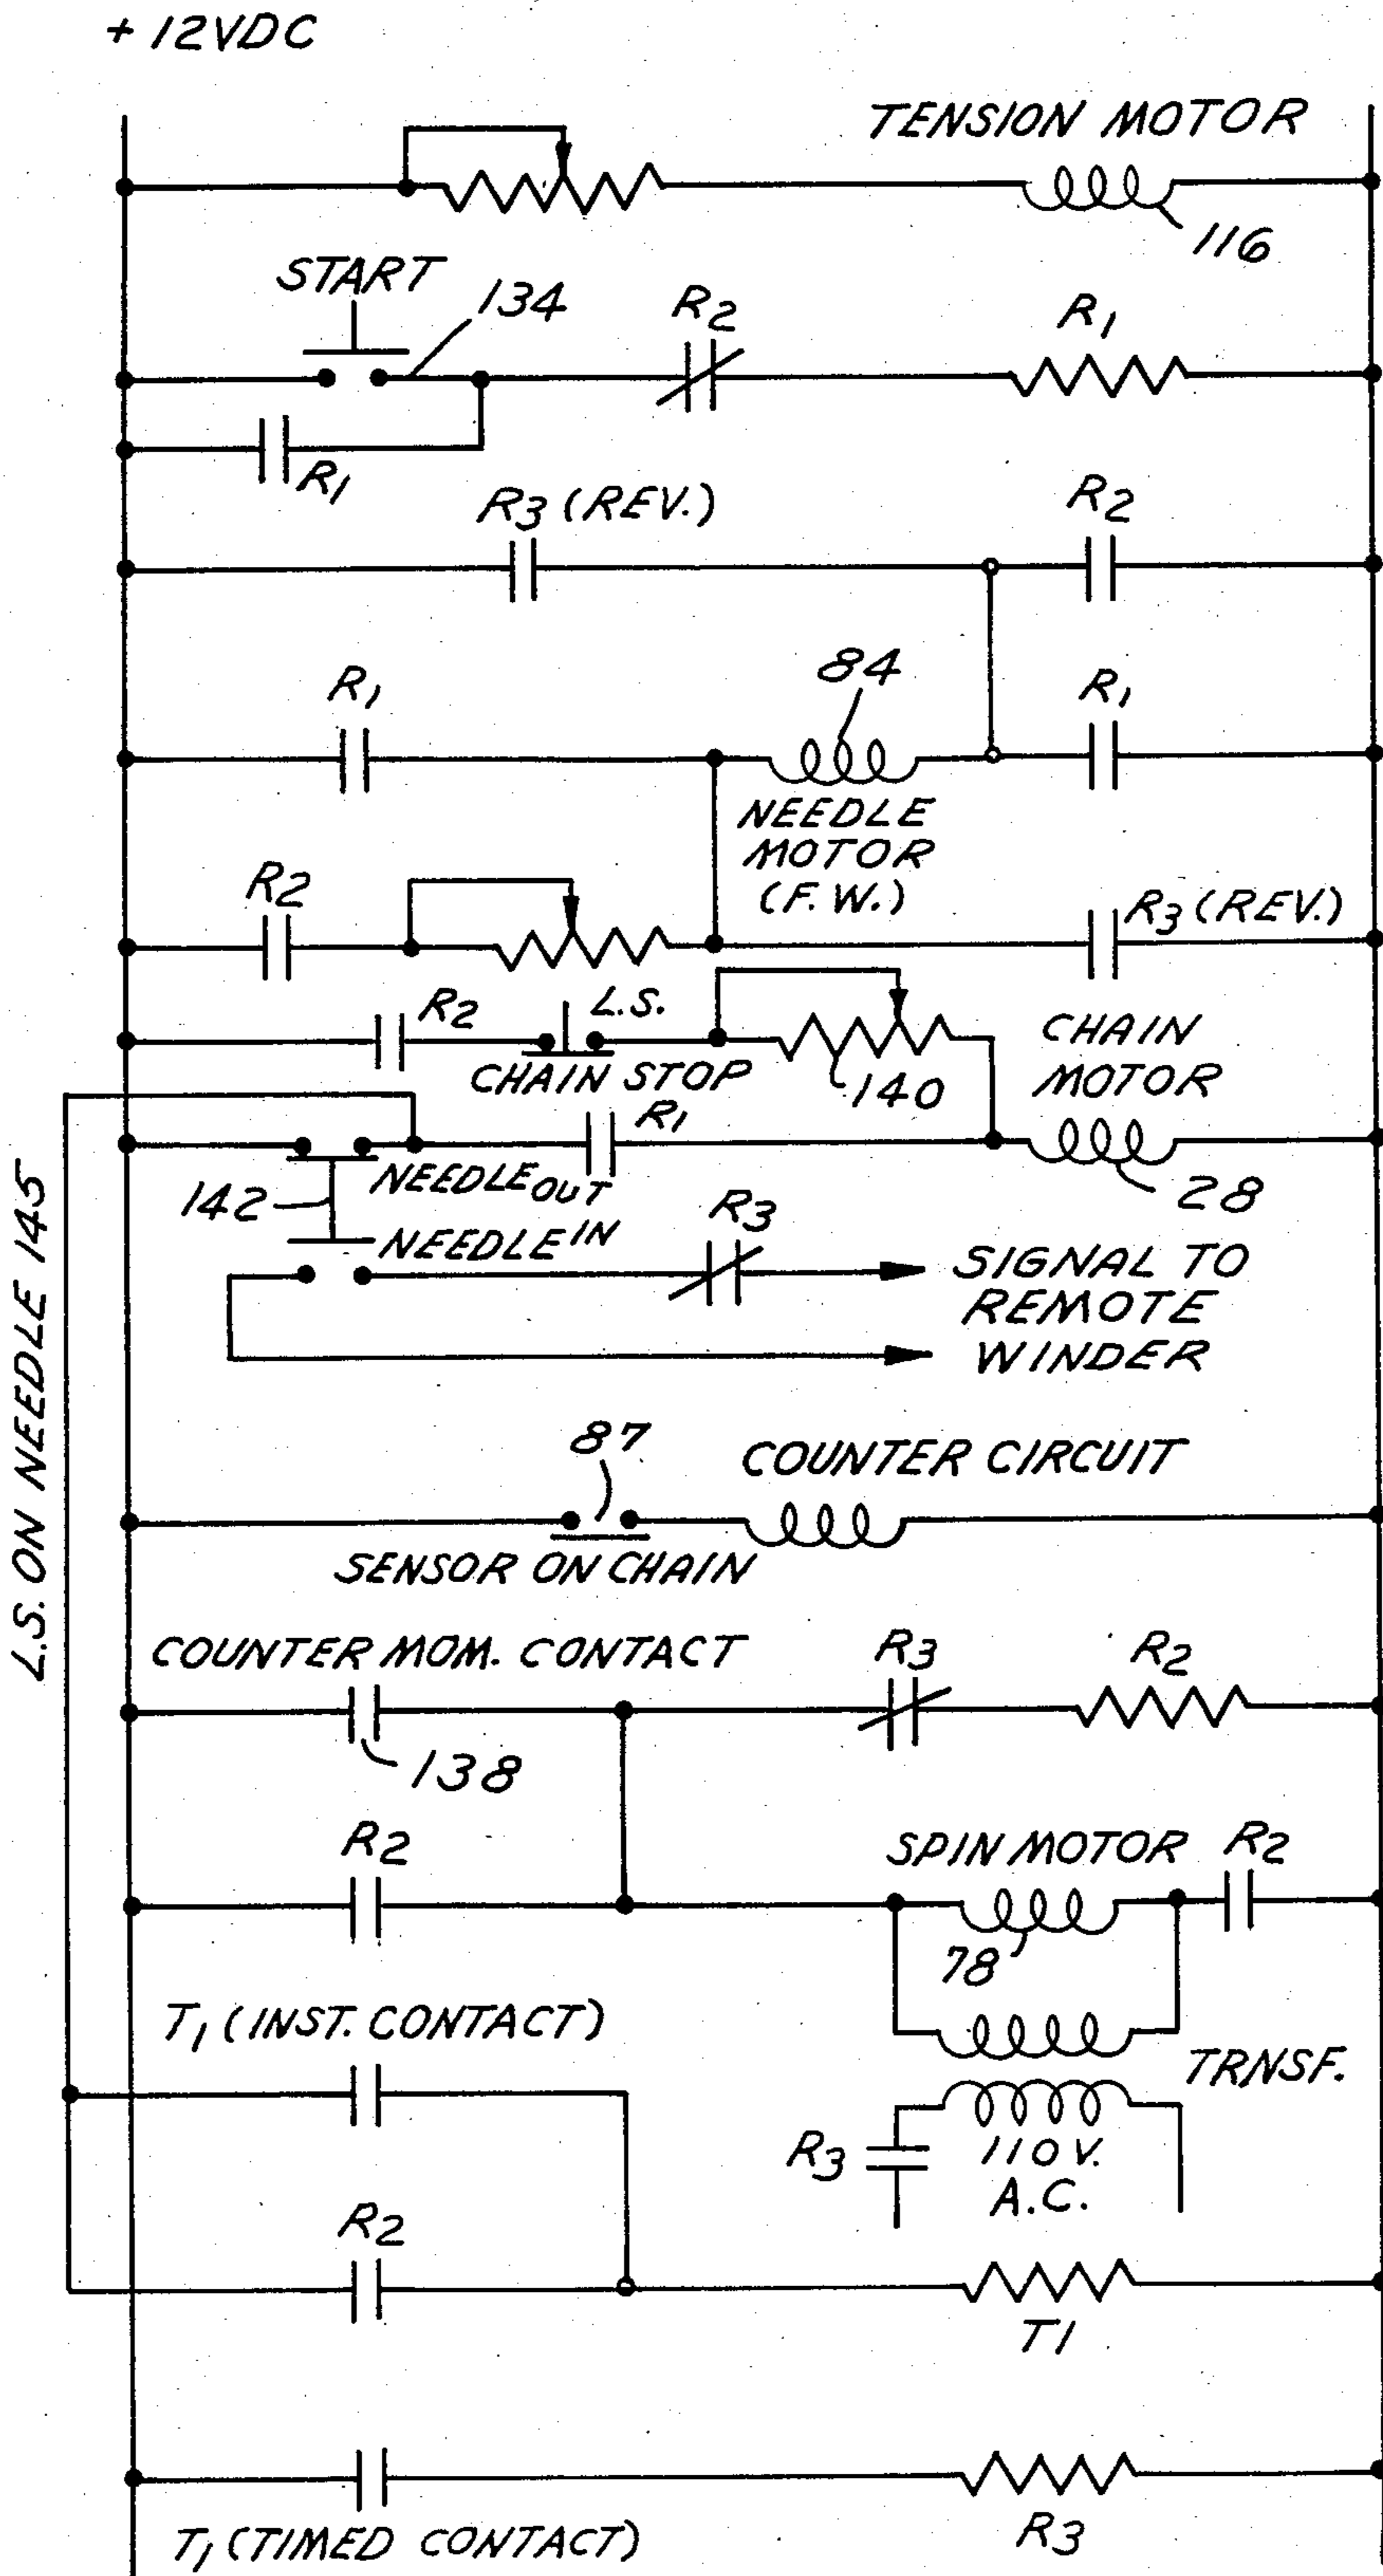 + 12VDC
TENSION MOTOR
116
START
134
R2
R1
R1
R3 (REV.)
R2
R1
84
R1
NEEDLE
MOTOR
(F.W.)
R2
R3 (REV.)
R2
L.S.
CHAIN STOP
140
CHAIN
MOTOR
R1
NEEDLE OUT
142
28
NEEDLE IN
R3
SIGNAL TO
REMOTE
WINDER
L.S. ON NEEDLE 145
87
COUNTER CIRCUIT
SENSOR ON CHAIN
COUNTER MOM. CONTACT
R3
R2
138
R2
SPIN MOTOR
R2
78
T1 (INST. CONTACT)
TRNSF.
R3
110 V.
A.C.
R2
T1
T1 (TIMED CONTACT)
R3